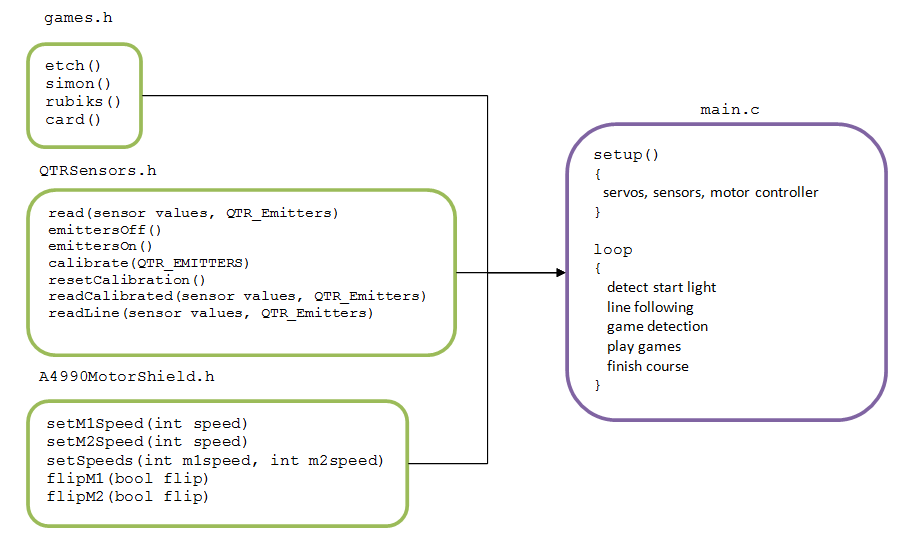 games.h
etch()
simon()
rubiks()
card()
QTRSensors.h
read(sensor values, QTR_Emitters)
emittersOff()
emittersOn()
calibrate(QTR_EMITTERS)
resetCalibration()
readCalibrated(sensor values, QTR_Emitters)
readLine(sensor values, QTR_Emitters)
A4990MotorShield.h
setM1Speed(int speed)
setM2Speed(int speed)
setSpeeds(int m1speed, int m2speed)
flipM1(bool flip)
flipM2(bool flip)
main.c
setup()
{
servos, sensors, motor controller
}
loop
{
detect start light
line following
game detection
play games
finish course
}